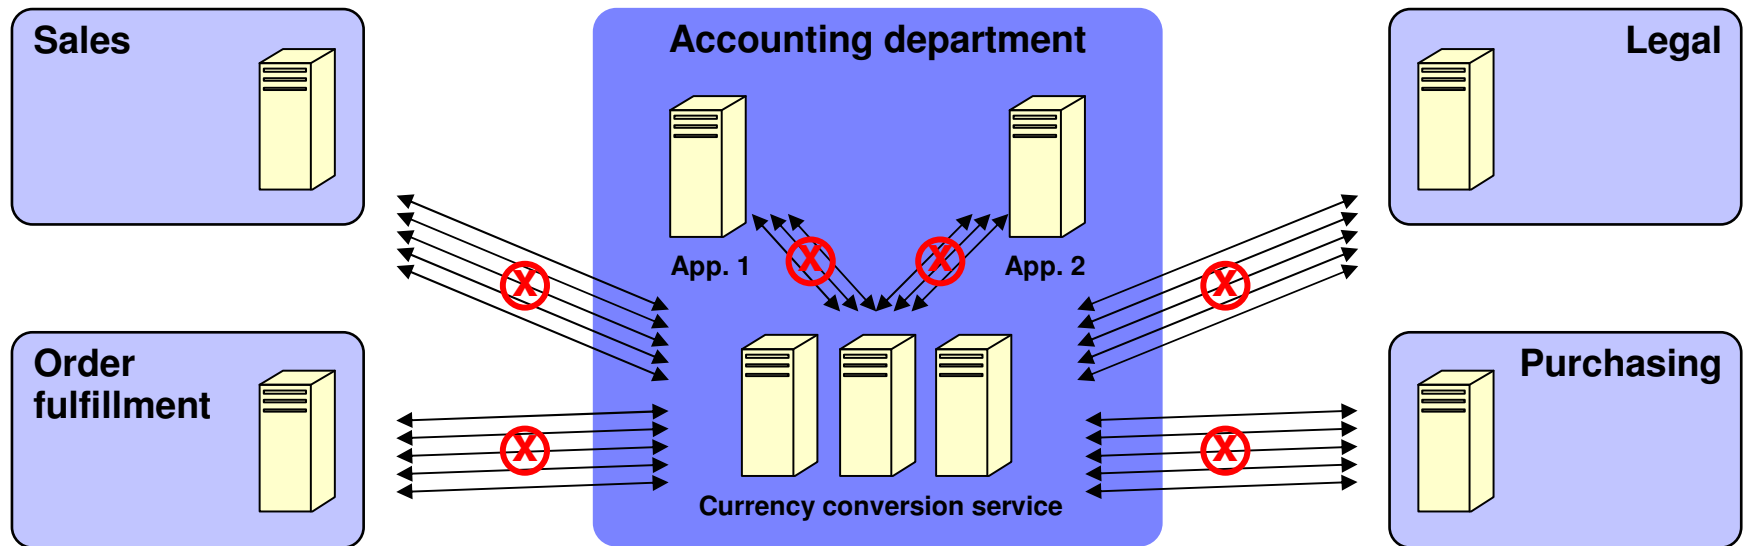 Sales
Accounting department
Legal
App. 1
X
X
App. 2
X
X
Order
fulfillment
Purchasing
X
X
Currency conversion service